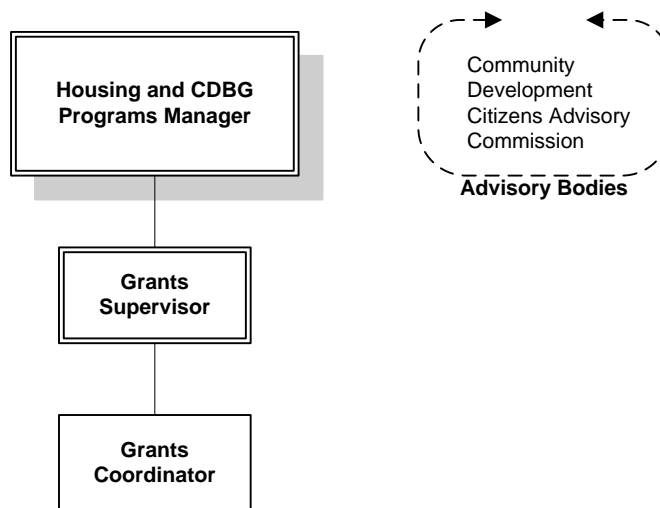 Housing and CDBG
Programs Manager
Community
Development
Citizens Advisory
Commission
Advisory Bodies
Grants
Supervisor
Grants
Coordinator